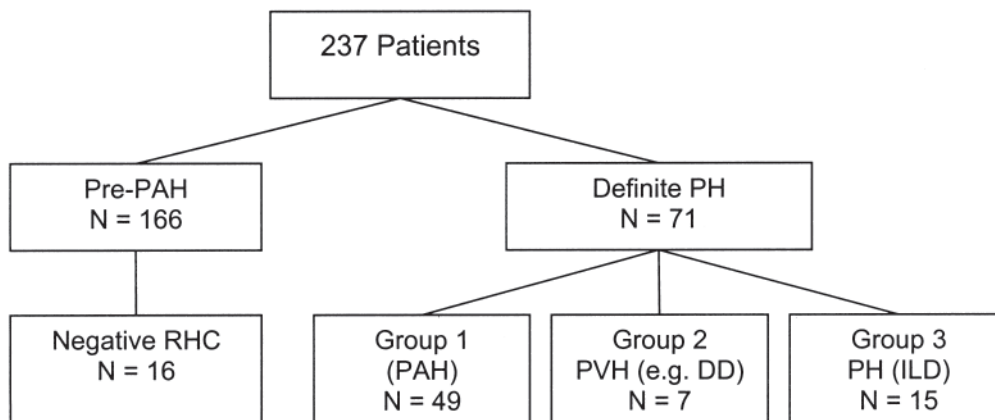 237 Patients
Pre-PAH
N = 166
Definite PH
N = 71
Negative RHC
N = 16
Group 1
(PAH)
N = 49
Group 2
PVH (e.g. DD)
N = 7
Group 3
PH (ILD)
N = 15